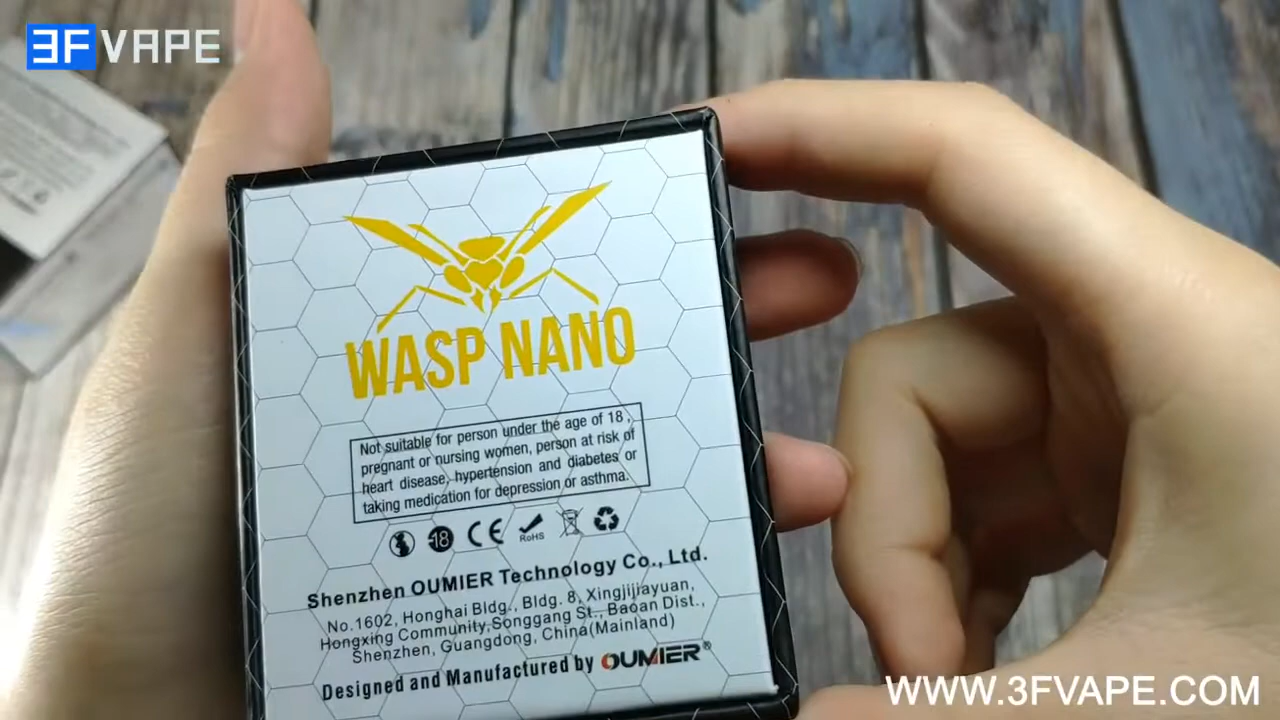 3FVAPE
WASP NANO
Not suitable for person under the age of 18,
pregnant or nursing women, person at risk of
heart disease, hypertension and diabetes or
taking medication for depression or asthma.
-18 CE RoHS
Shenzhen OUMIER Technology Co., Ltd.
No.1602, Honghai Bldg., Bldg. 8, Xingjijiayuan,
Hongxing Community,Songgang St., Baoan Dist.,
Shenzhen, Guangdong, China(Mainland)
Designed and Manufactured by OUMIER®
WWW.3FVAPE.COM